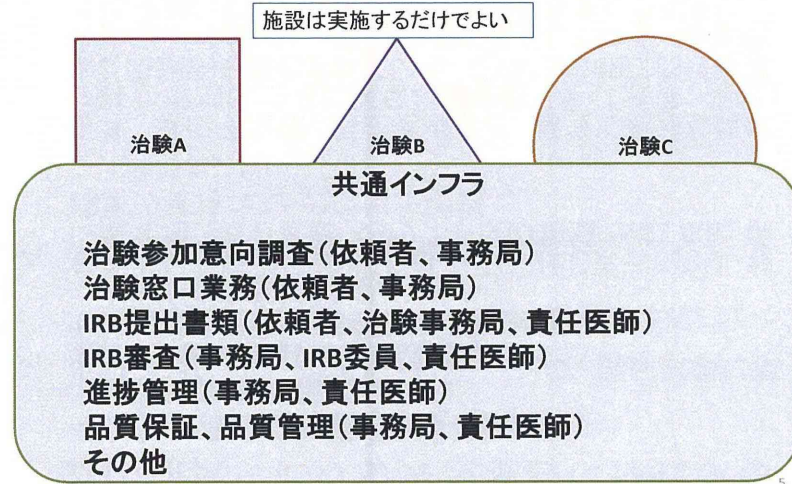 施設は実施するだけでよい
治験A
治験B
治験C
共通インフラ
治験参加意向調査(依頼者、事務局)
治験窓口業務(依頼者、事務局)
IRB提出書類(依頼者、治験事務局、責任医師)
IRB審査(事務局、IRB委員、責任医師)
進捗管理(事務局、責任医師)
品質保証、品質管理(事務局、責任医師)
その他
5